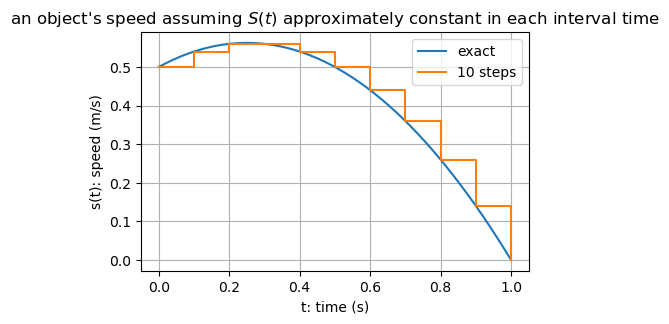 an object's speed assuming S(t) approximately constant in each interval time
exact
10 steps
s(t): speed (m/s)
0.5
0.4
0.3
0.2
0.1
0.0
0.0 0.2 0.4 0.6 0.8 1.0
t: time (s)